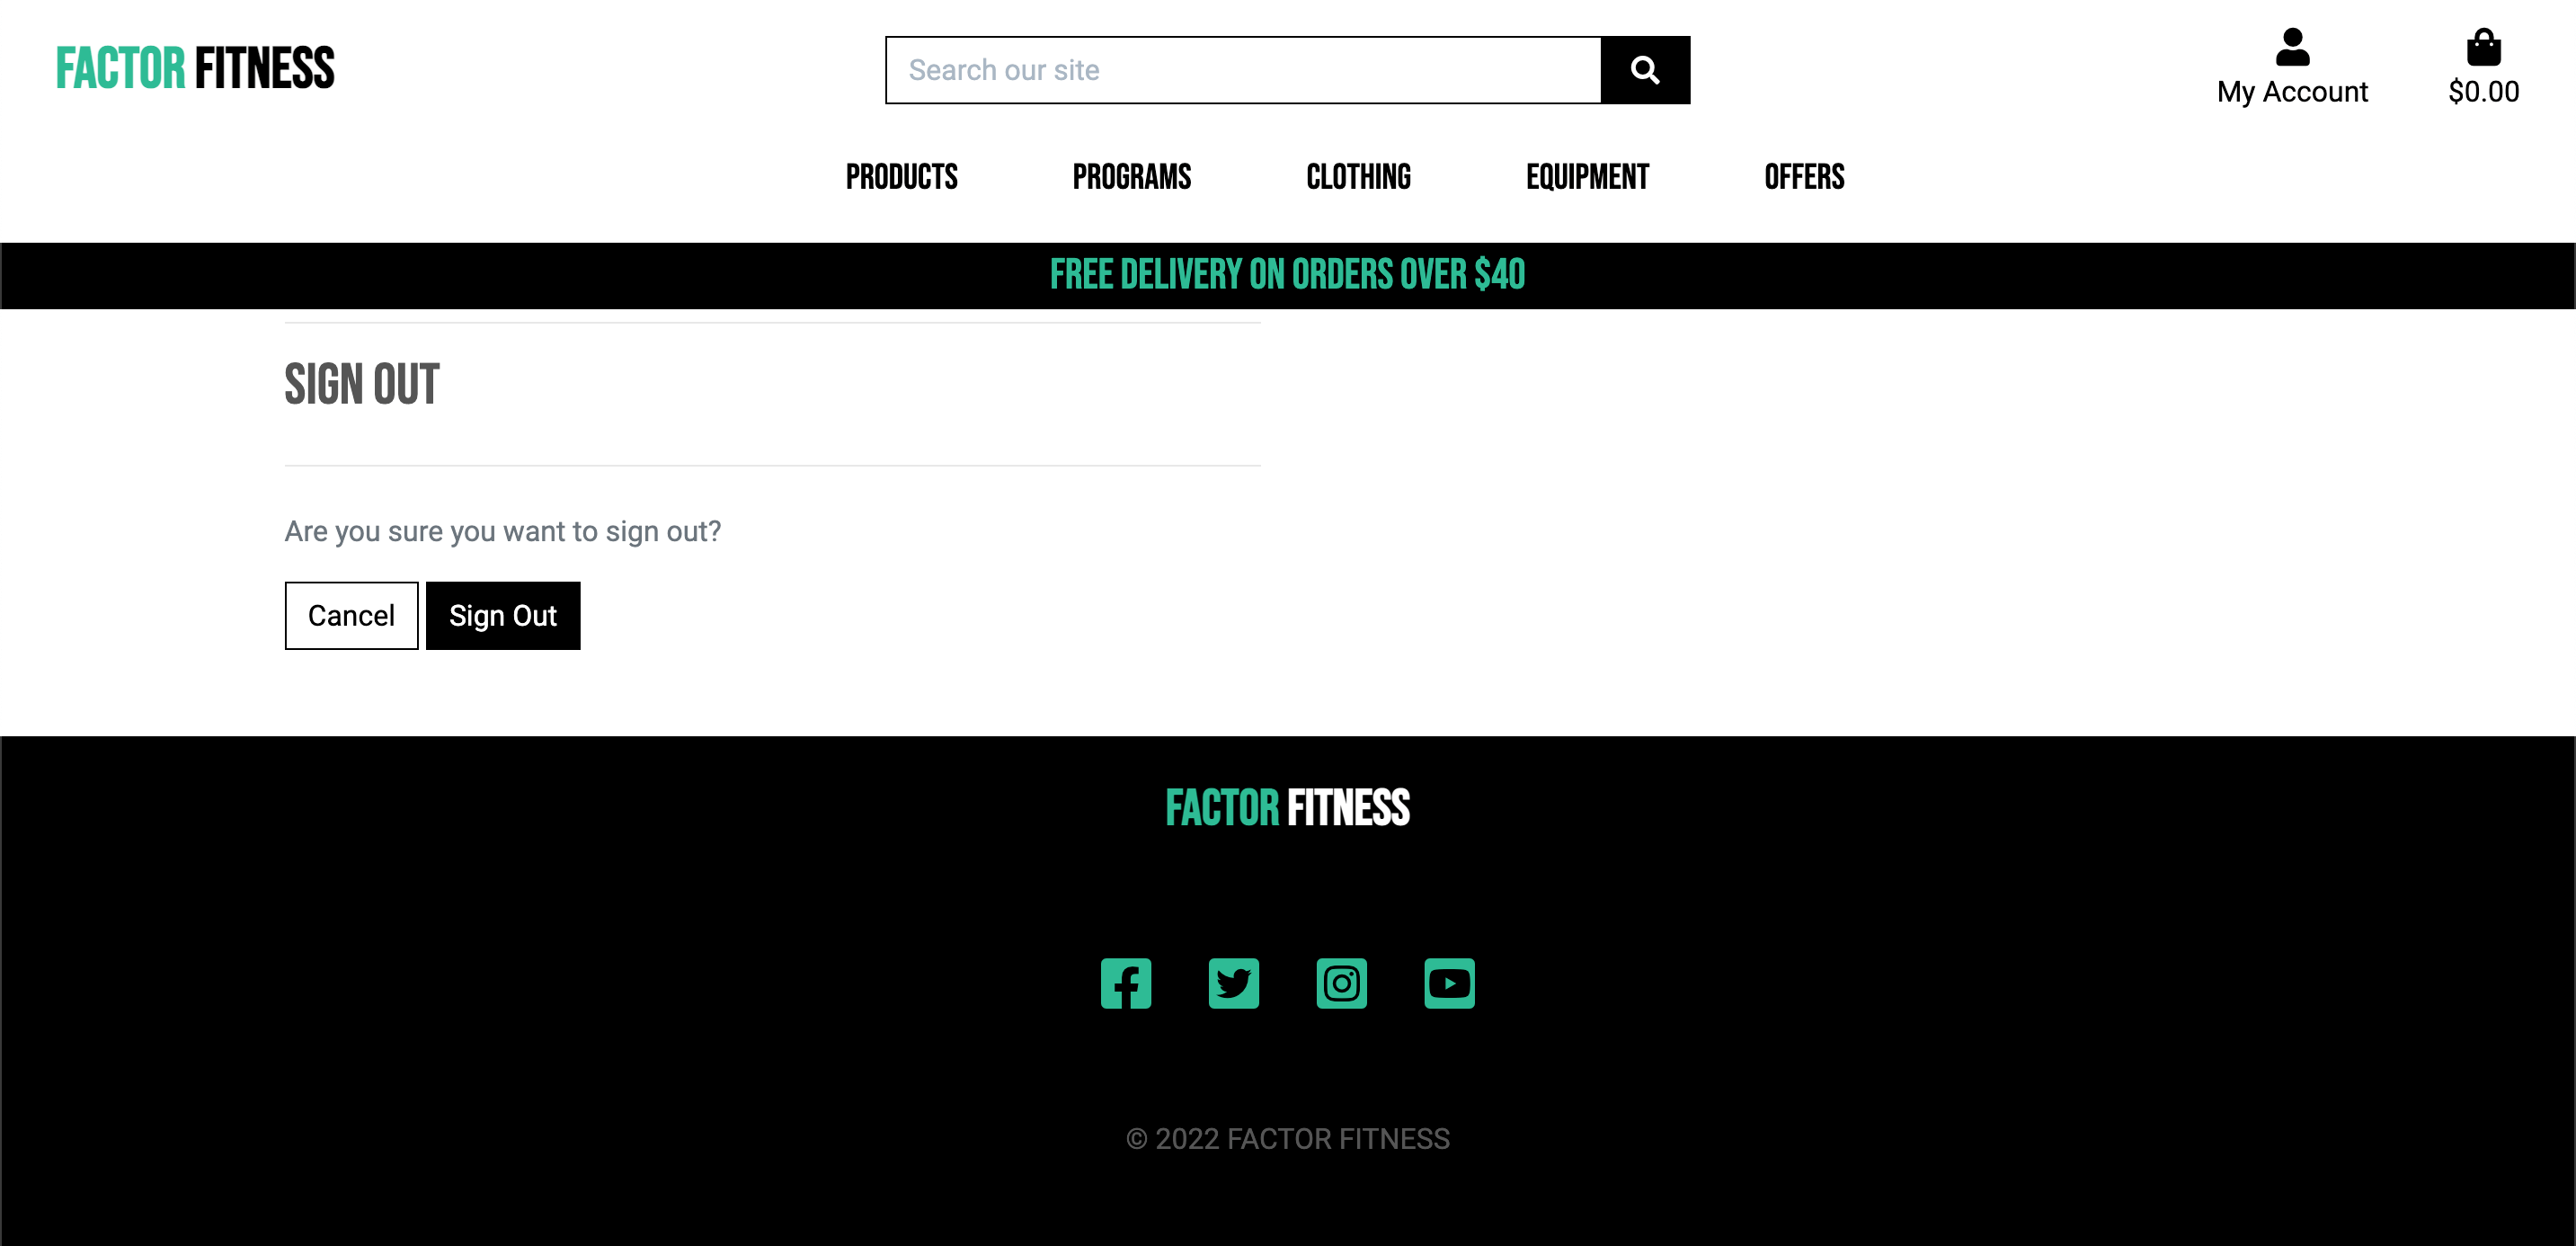 FACTOR FITNESS
Search our site
My Account
$0.00
PRODUCTS
PROGRAMS
CLOTHING
EQUIPMENT
OFFERS
FREE DELIVERY ON ORDERS OVER $40
SIGN OUT
Are you sure you want to sign out?
Cancel
Sign Out
FACTOR FITNESS
© 2022 FACTOR FITNESS